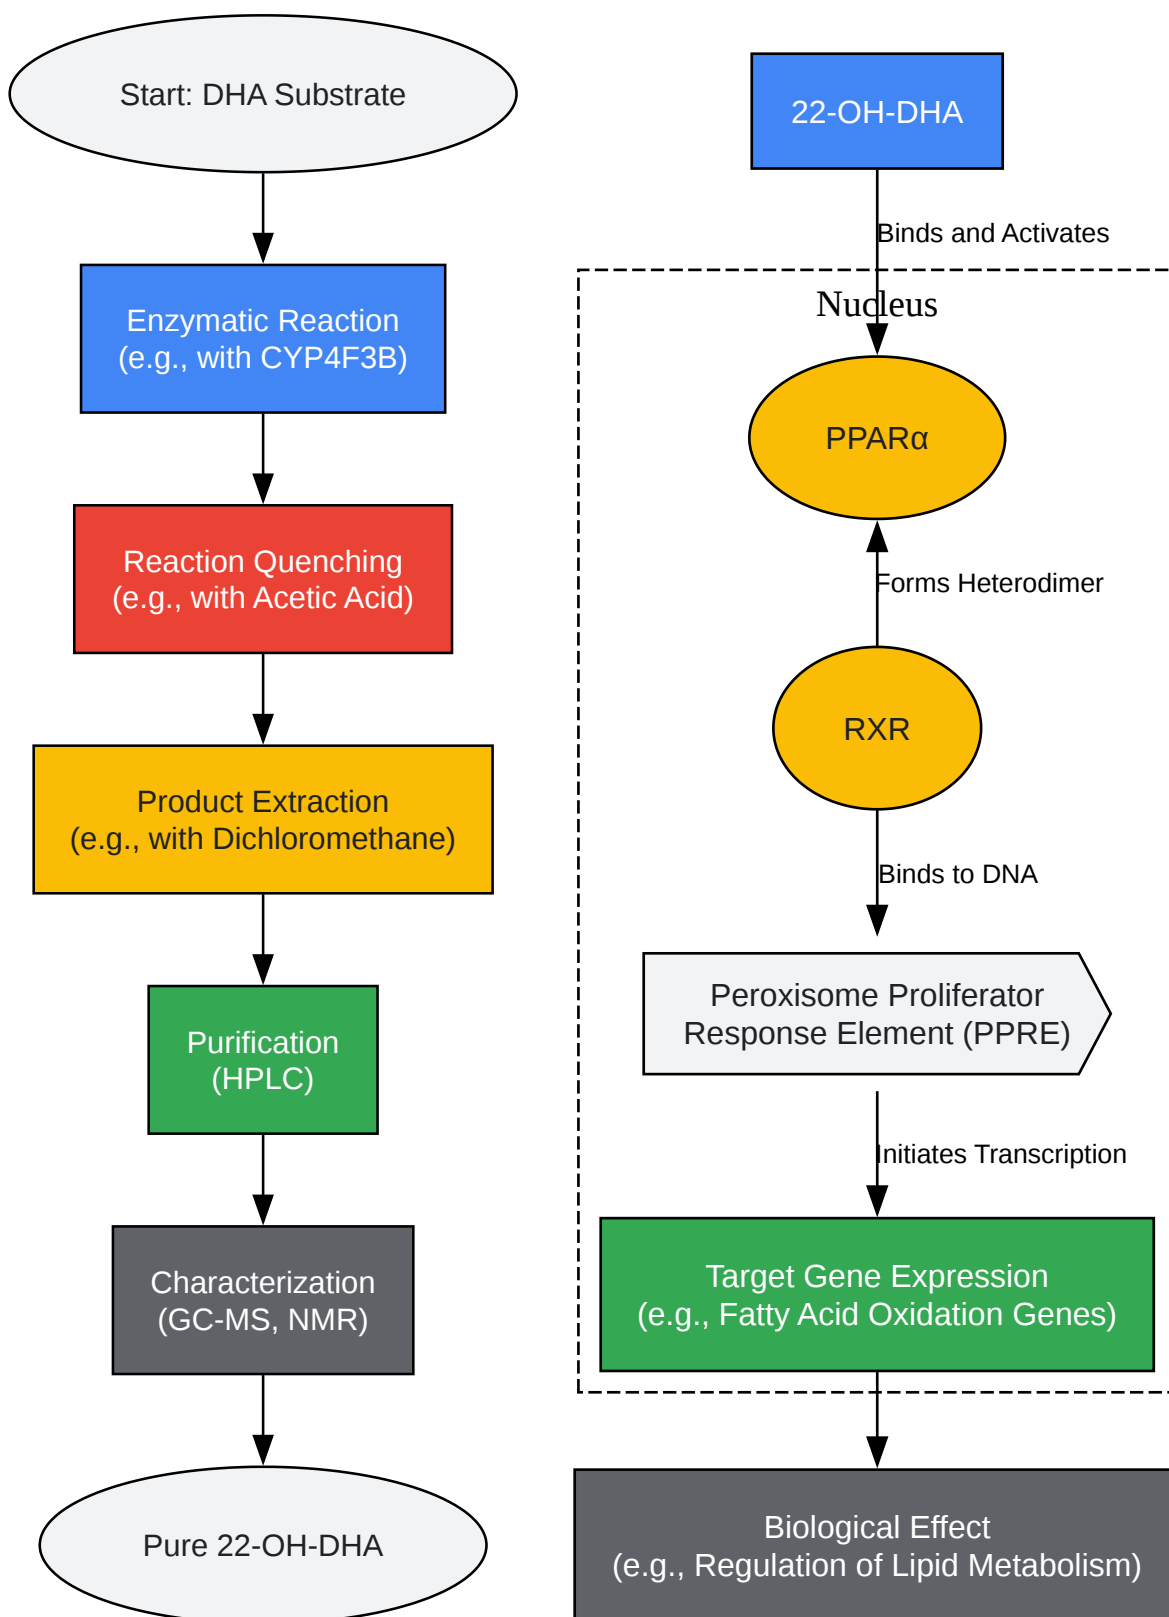 Start: DHA Substrate
Enzymatic Reaction
(e.g., with CYP4F3B)
Reaction Quenching
(e.g., with Acetic Acid)
Product Extraction
(e.g., with Dichloromethane)
Purification
(HPLC)
Characterization
(GC-MS, NMR)
Pure 22-OH-DHA
22-OH-DHA
Binds and Activates
Nucleus
PPARα
Forms Heterodimer
RXR
Binds to DNA
Peroxisome Proliferator
Response Element (PPRE)
Initiates Transcription
Target Gene Expression
(e.g., Fatty Acid Oxidation Genes)
Biological Effect
(e.g., Regulation of Lipid Metabolism)